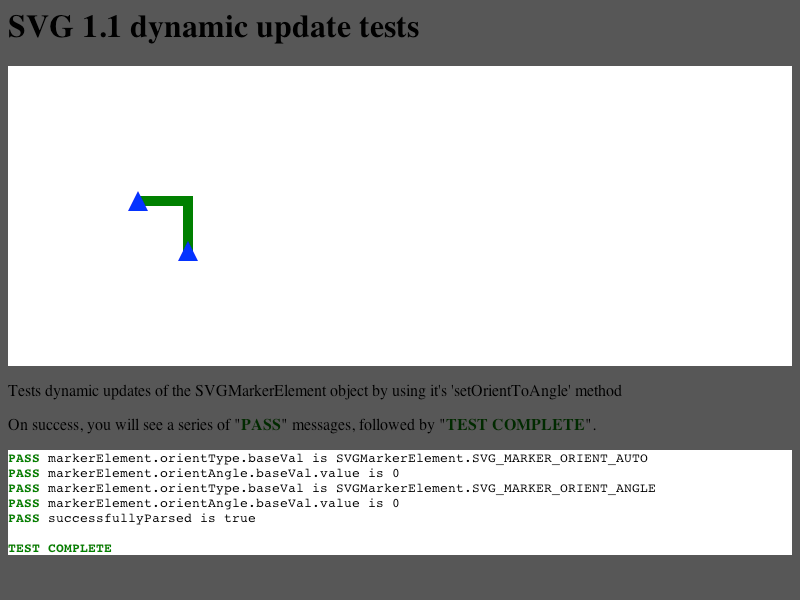 SVG 1.1 dynamic update tests
Tests dynamic updates of the SVGMarkerElement object by using it's 'setOrientToAngle' method
On success, you will see a series of "PASS" messages, followed by "TEST COMPLETE".
PASS markerElement.orientType.baseVal is SVGMarkerElement.SVG_MARKER_ORIENT_AUTO
PASS markerElement.orientAngle.baseVal.value is 0
PASS markerElement.orientType.baseVal is SVGMarkerElement.SVG_MARKER_ORIENT_ANGLE
PASS markerElement.orientAngle.baseVal.value is 0
PASS successfullyParsed is true
TEST COMPLETE